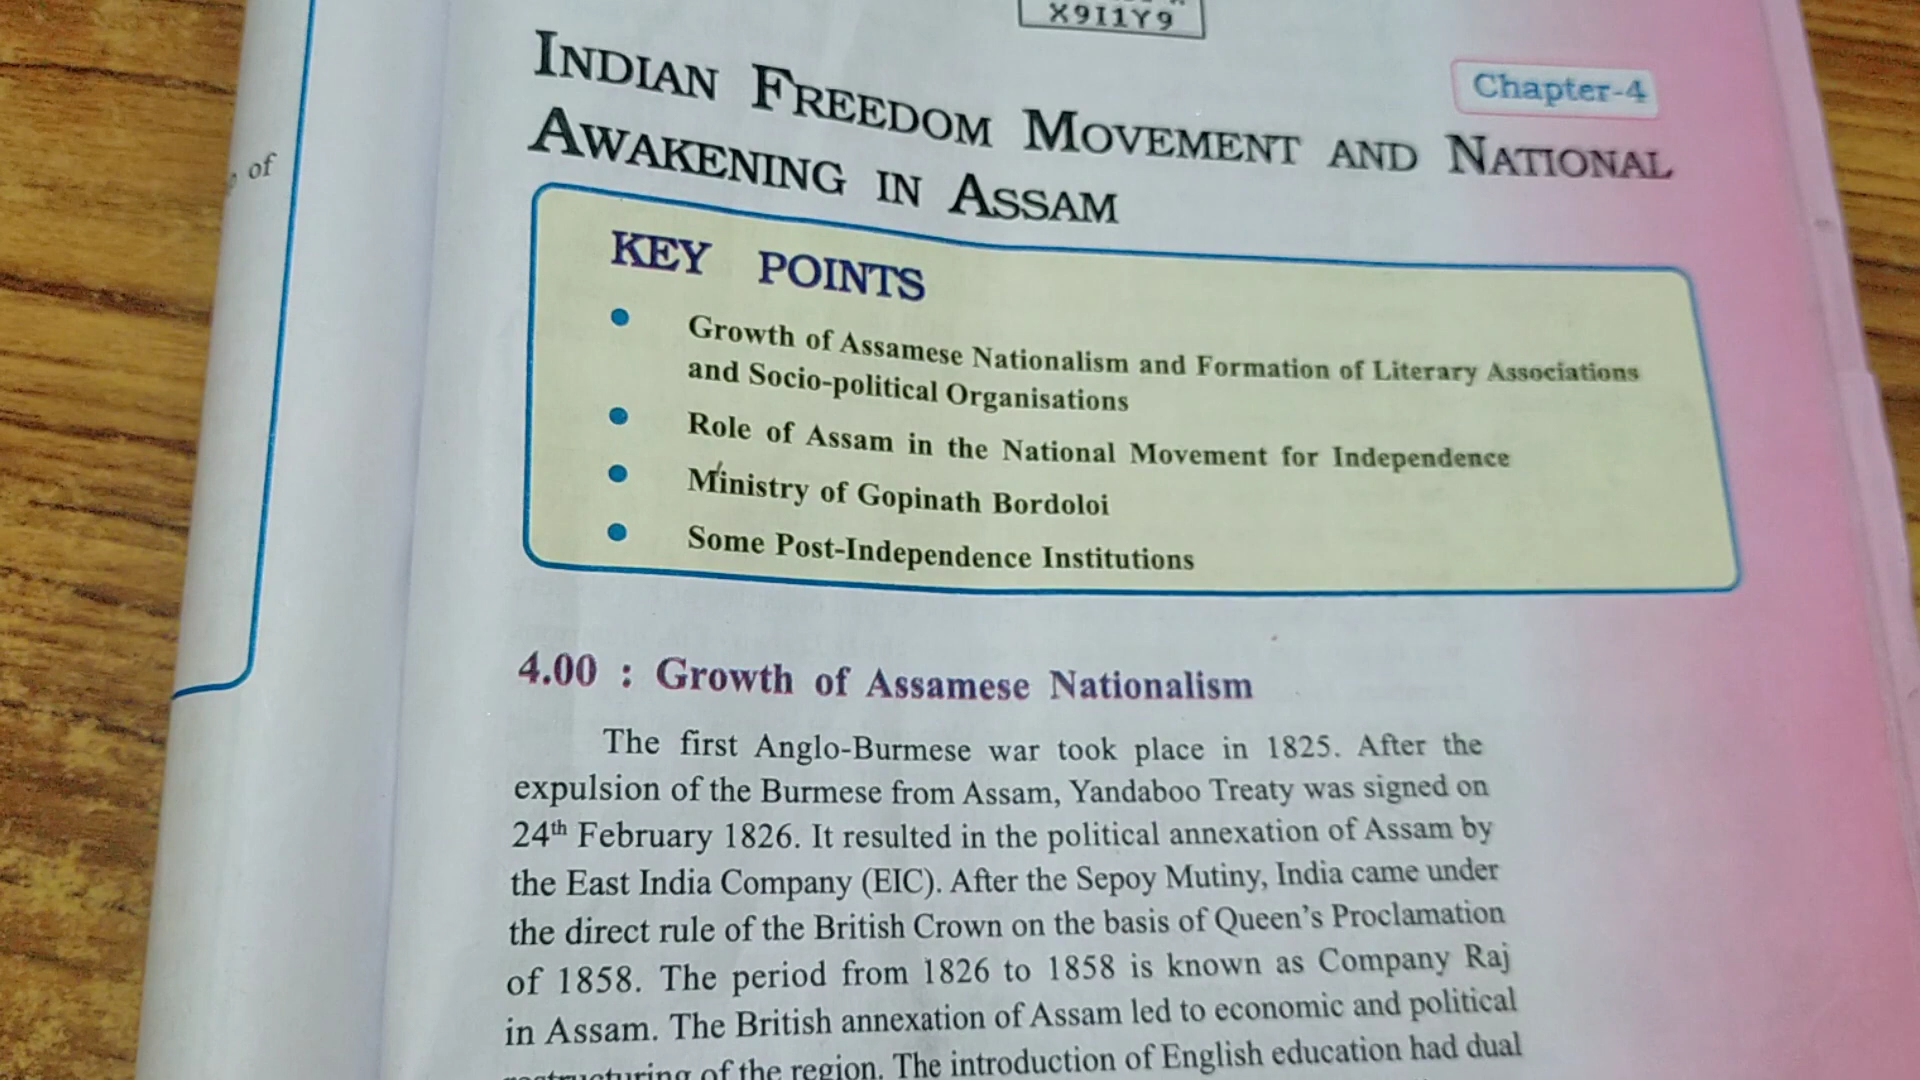 X9I1Y9
Chapter-4
INDIAN FREEDOM MOVEMENT AND NATIONAL
AWAKENING IN ASSAM
KEY POINTS
● Growth of Assamese Nationalism and Formation of Literary Associations
and Socio-political Organisations
● Role of Assam in the National Movement for Independence
● Ministry of Gopinath Bordoloi
● Some Post-Independence Institutions
4.00 : Growth of Assamese Nationalism
The first Anglo-Burmese war took place in 1825. After the
expulsion of the Burmese from Assam, Yandaboo Treaty was signed on
24th February 1826. It resulted in the political annexation of Assam by
the East India Company (EIC). After the Sepoy Mutiny, India came under
the direct rule of the British Crown on the basis of Queen's Proclamation
of 1858. The period from 1826 to 1858 is known as Company Raj
in Assam. The British annexation of Assam led to economic and political
restructuring of the region. The introduction of English education had dual
of